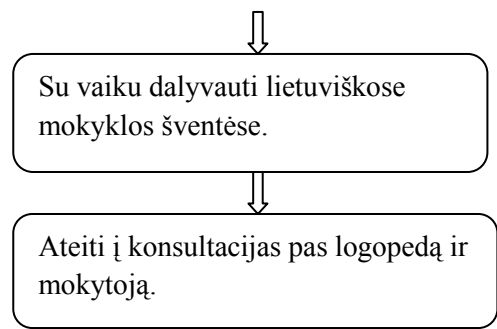 Su vaiku dalyvauti lietuviškose
mokyklos šventėse.
Ateiti į konsultacijas pas logopedą ir
mokytoją.